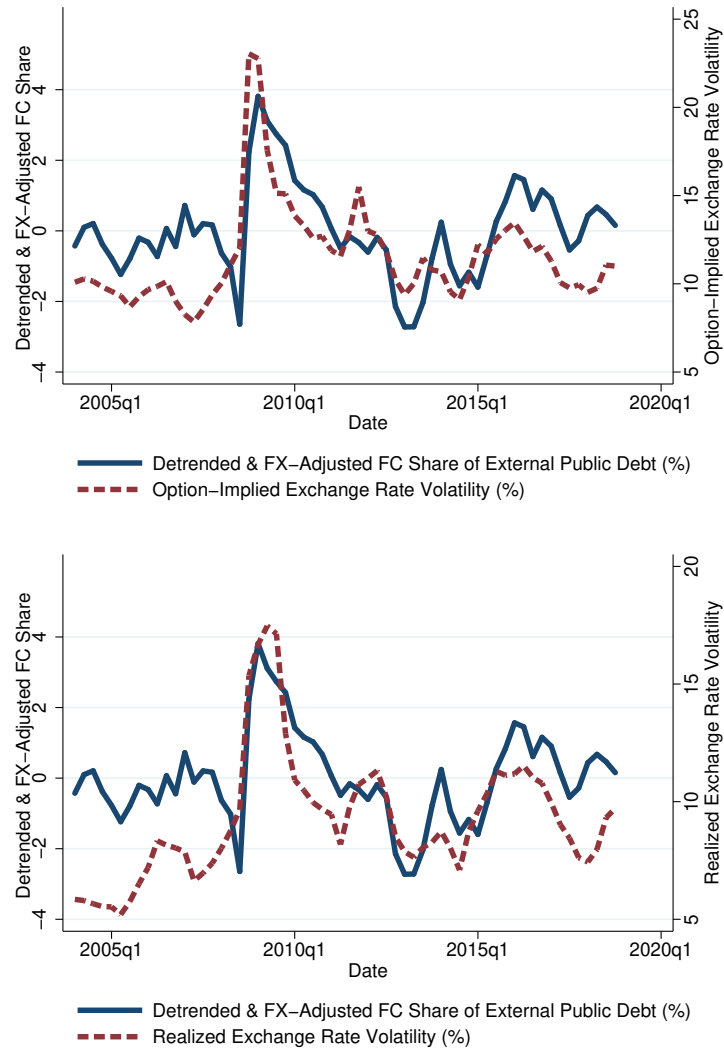 Detrended & FX−Adjusted FC Share
4
2
0
−2
−4
25
20
15
10
5
Option−Implied Exchange Rate Volatility
2005q1 2010q1 2015q1 2020q1
Date
Detrended & FX−Adjusted FC Share of External Public Debt (%)
Option−Implied Exchange Rate Volatility (%)
Detrended & FX−Adjusted FC Share
4
2
0
−2
−4
20
15
10
5
Realized Exchange Rate Volatility
2005q1 2010q1 2015q1 2020q1
Date
Detrended & FX−Adjusted FC Share of External Public Debt (%)
Realized Exchange Rate Volatility (%)